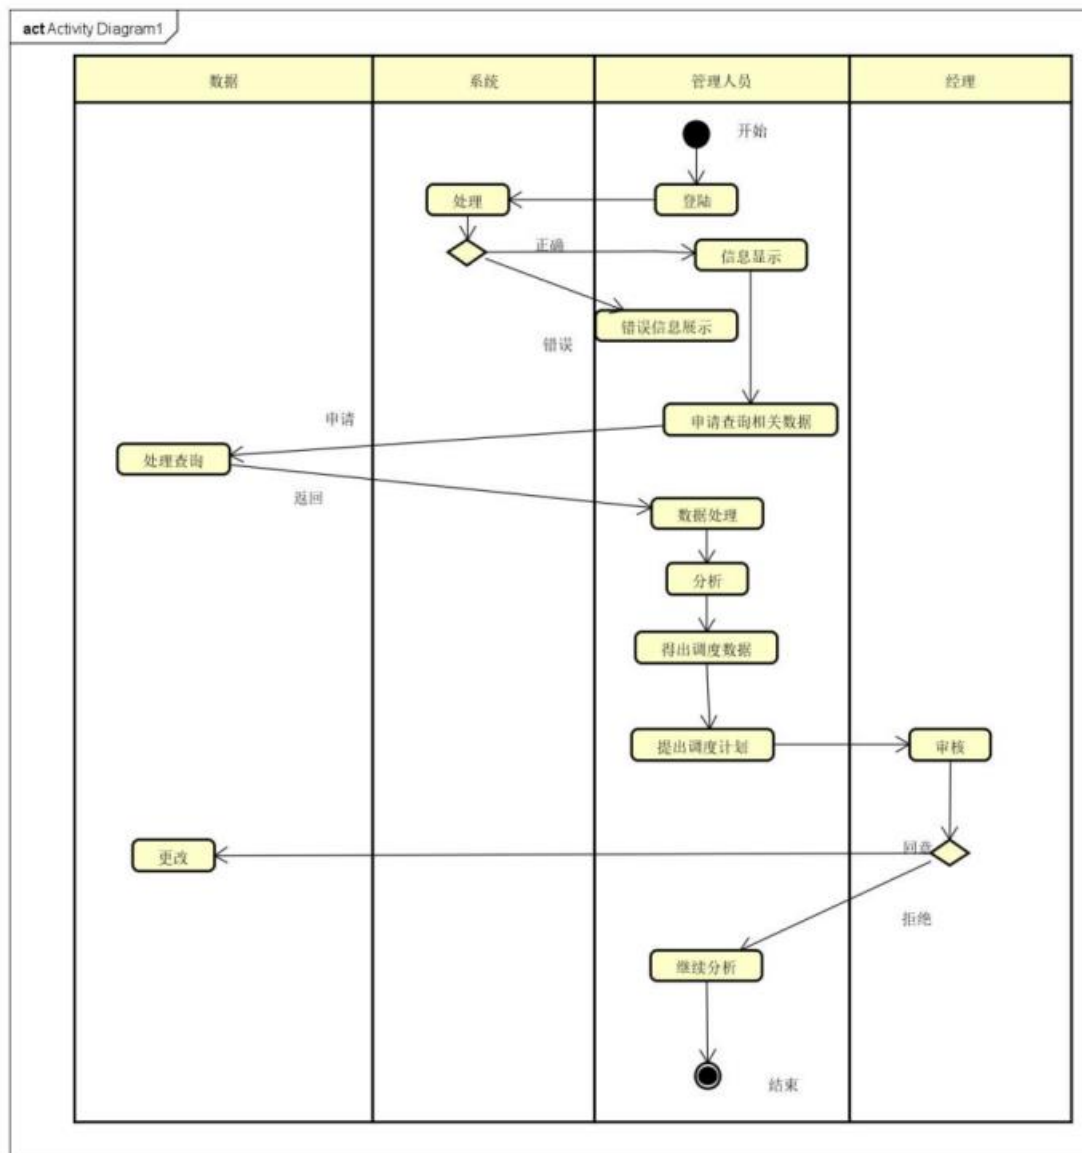 act Activity Diagram1
数据
系统
管理人员
经理
开始
处理
登陆
正确
信息显示
错误信息展示
错误
申请
申请查询相关数据
处理查询
返回
数据处理
分析
得出调度数据
提出调度计划
审核
更改
同意
拒绝
继续分析
结束